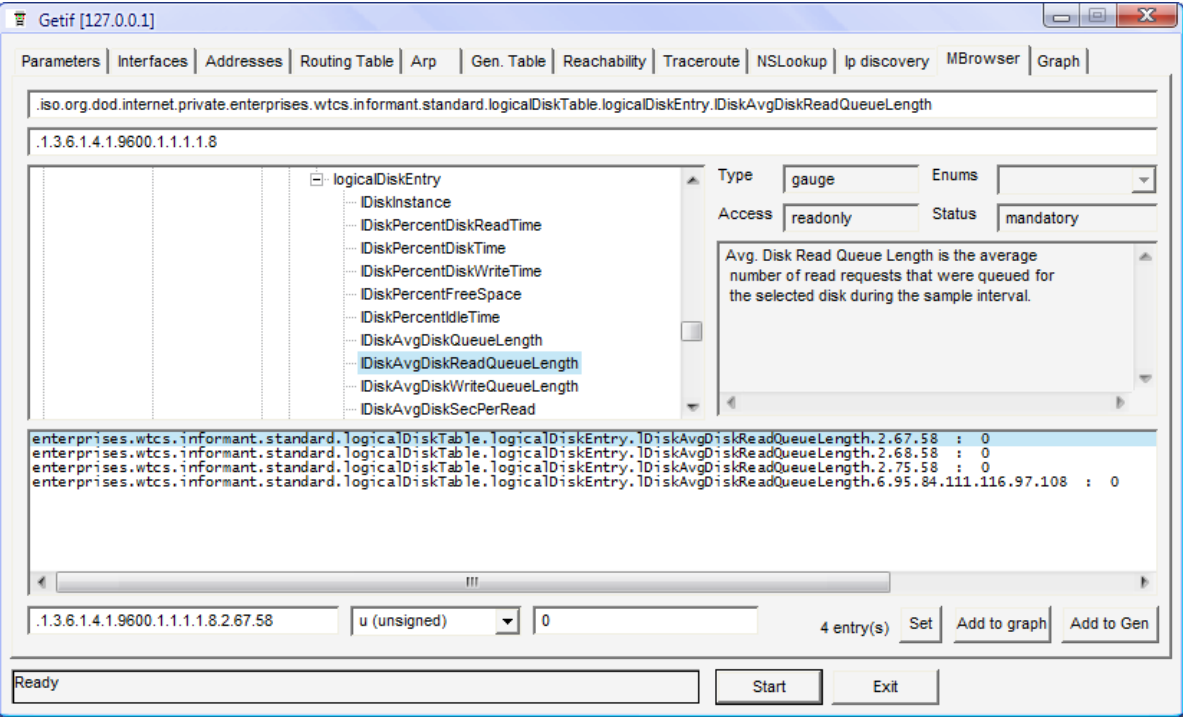 Getif [127.0.0.1]
Parameters Interfaces Addresses Routing Table Arp Gen. Table Reachability Traceroute NSLookup Ip discovery MBrowser Graph
.iso.org.dod.internet.private.enterprises.wtcs.informant.standard.logicalDiskTable.logicalDiskEntry.lDiskAvgDiskReadQueueLength
.1.3.6.1.4.1.9600.1.1.1.1.8
logicalDiskEntry
lDiskInstance
lDiskPercentDiskReadTime
lDiskPercentDiskTime
lDiskPercentDiskWriteTime
lDiskPercentFreeSpace
lDiskPercentIdleTime
lDiskAvgDiskQueueLength
lDiskAvgDiskReadQueueLength
lDiskAvgDiskWriteQueueLength
lDiskAvgDiskSecPerRead
Type gauge Enums
Access readonly Status mandatory
Avg. Disk Read Queue Length is the average
number of read requests that were queued for
the selected disk during the sample interval.
enterprises.wtcs.informant.standard.logicalDiskTable.logicalDiskEntry.lDiskAvgDiskReadQueueLength.2.67.58 : 0
enterprises.wtcs.informant.standard.logicalDiskTable.logicalDiskEntry.lDiskAvgDiskReadQueueLength.2.68.58 : 0
enterprises.wtcs.informant.standard.logicalDiskTable.logicalDiskEntry.lDiskAvgDiskReadQueueLength.2.75.58 : 0
enterprises.wtcs.informant.standard.logicalDiskTable.logicalDiskEntry.lDiskAvgDiskReadQueueLength.6.95.84.111.116.97.108 : 0
.1.3.6.1.4.1.9600.1.1.1.1.8.2.67.58 u (unsigned) 0 4 entry(s) Set Add to graph Add to Gen
Ready Start Exit